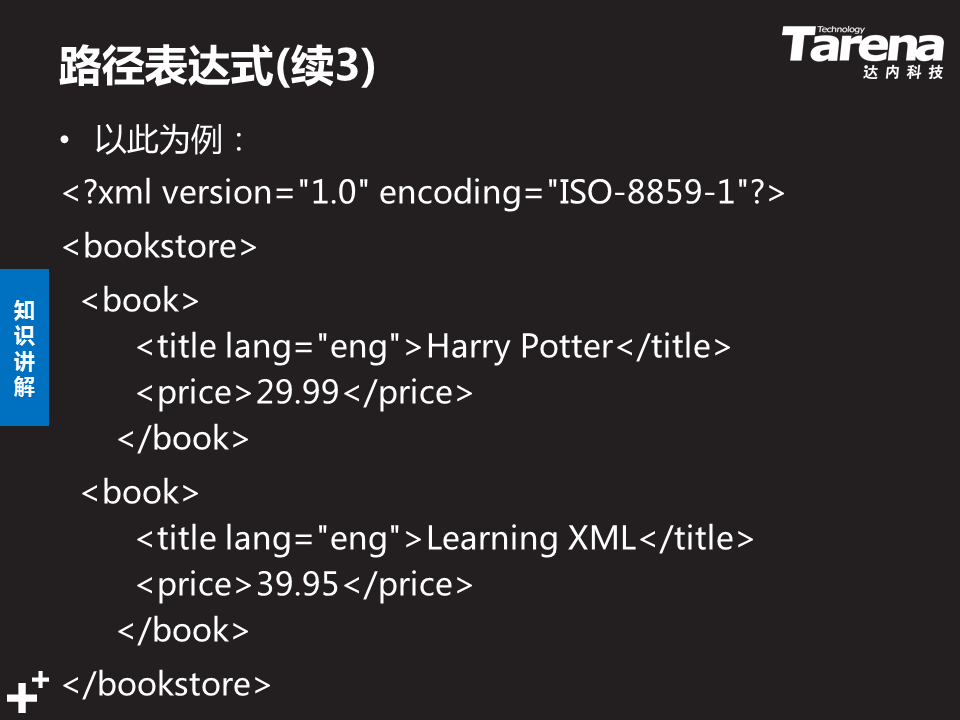 路径表达式(续3)
Technology
Tarena
达内科技
• 以此为例：
<?xml version="1.0" encoding="ISO-8859-1"?>
<bookstore>
<book>
<title lang="eng">Harry Potter</title>
<price>29.99</price>
</book>
<book>
<title lang="eng">Learning XML</title>
<price>39.95</price>
</book>
</bookstore>
知
识
讲
解